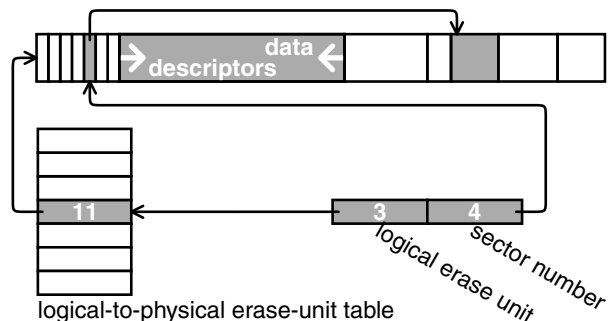 data
descriptors
11
3 4
logical erase unit
sector number
logical-to-physical erase-unit table